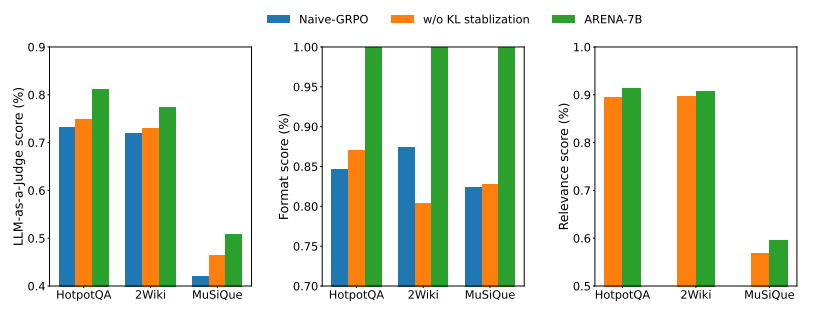 Naive-GRPO w/o KL stablization ARENA-7B
LLM-as-a-Judge score (%)
0.9
0.8
0.7
0.6
0.5
0.4
HotpotQA 2Wiki MuSiQue
Format score (%)
1.00
0.95
0.90
0.85
0.80
0.75
0.70
HotpotQA 2Wiki MuSiQue
Relevance score (%)
1.0
0.9
0.8
0.7
0.6
0.5
HotpotQA 2Wiki MuSiQue